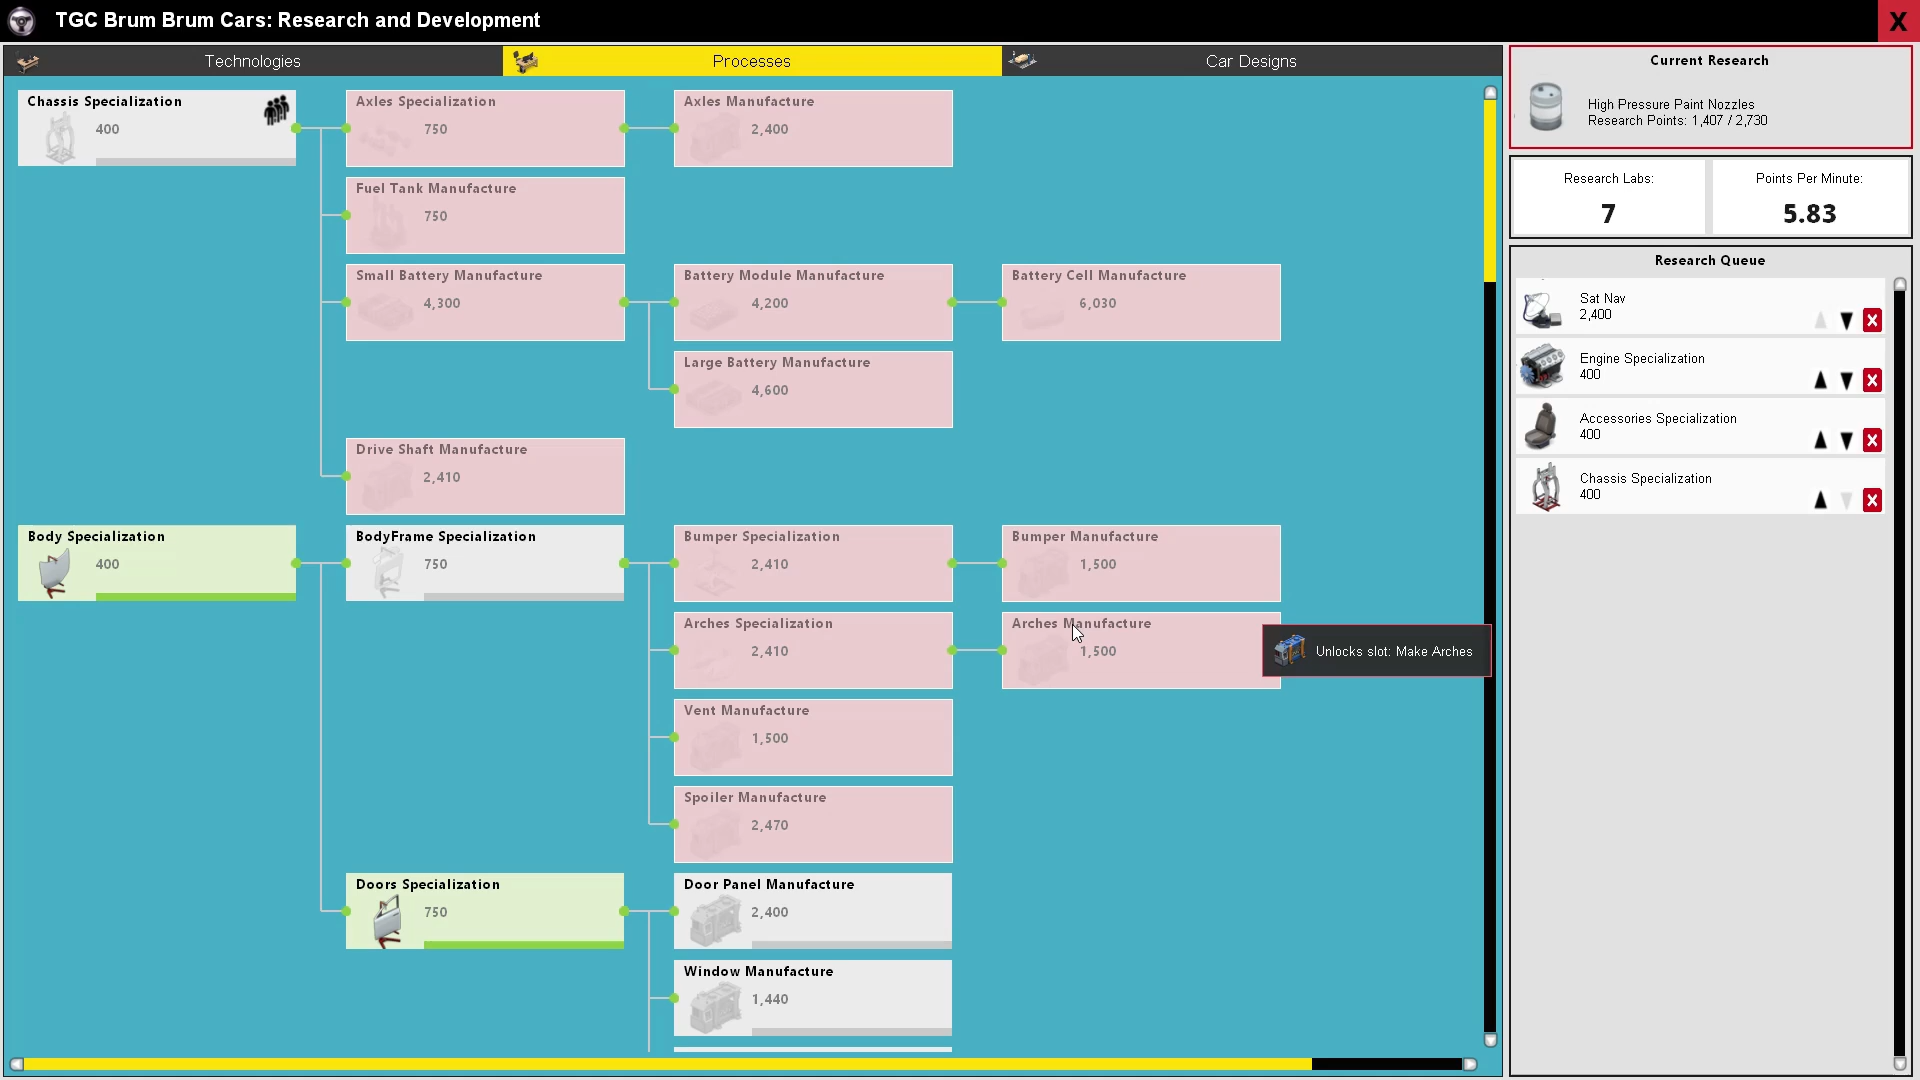 TGC Brum Brum Cars: Research and Development
X
Technologies
Processes
Car Designs
Chassis Specialization
400
Axles Specialization
750
Axles Manufacture
2,400
Fuel Tank Manufacture
750
Small Battery Manufacture
4,300
Battery Module Manufacture
4,200
Battery Cell Manufacture
6,030
Large Battery Manufacture
4,600
Drive Shaft Manufacture
2,410
Body Specialization
400
BodyFrame Specialization
750
Bumper Specialization
2,410
Bumper Manufacture
1,500
Arches Specialization
2,410
Arches Manufacture
1,500
Unlocks slot: Make Arches
Vent Manufacture
1,500
Spoiler Manufacture
2,470
Doors Specialization
750
Door Panel Manufacture
2,400
Window Manufacture
1,440
Current Research
High Pressure Paint Nozzles
Research Points: 1,407 / 2,730
Research Labs:
7
Points Per Minute:
5.83
Research Queue
Sat Nav
2,400
Engine Specialization
400
Accessories Specialization
400
Chassis Specialization
400